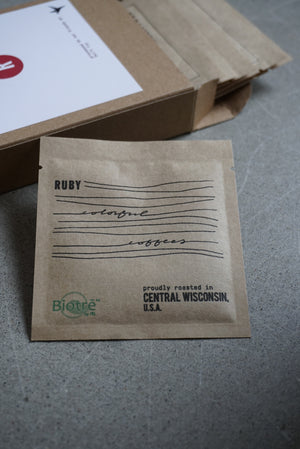 RUBY
colorful
coffees
proudly roasted in
Biotrē
CENTRAL WISCONSIN,
U.S.A.